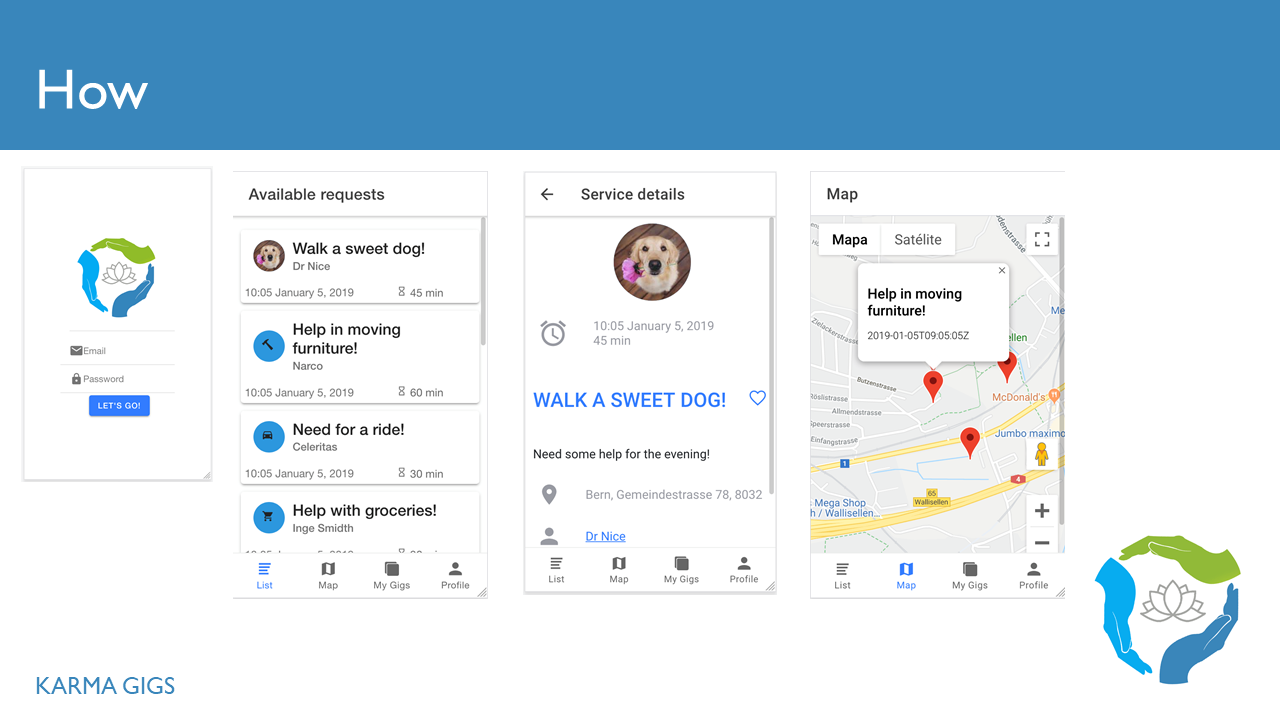 How
Email
Password
LET'S GO!
Available requests
Walk a sweet dog!
Dr Nice
10:05 January 5, 2019 45 min
Help in moving
furniture!
Narco
10:05 January 5, 2019 60 min
Need for a ride!
Celeritas
10:05 January 5, 2019 30 min
Help with groceries!
Inge Smidth
List Map My Gigs Profile
Service details
10:05 January 5, 2019
45 min
WALK A SWEET DOG!
Need some help for the evening!
Bern, Gemeindestrasse 78, 8032
Dr Nice
List Map My Gigs Profile
Map
Mapa Satélite
Help in moving
furniture!
2019-01-05T09:05:05Z
Me
ellen
Zielackerstrasse
Butzenstrasse
McDonald's
Röslistrasse
Allmendstrasse
Speerstrasse
Einfangstrasse
Jumbo maximo
1
4
65
Wallisellen
Mega Shop
h / Wallisellen...
List Map My Gigs Profile
KARMA GIGS